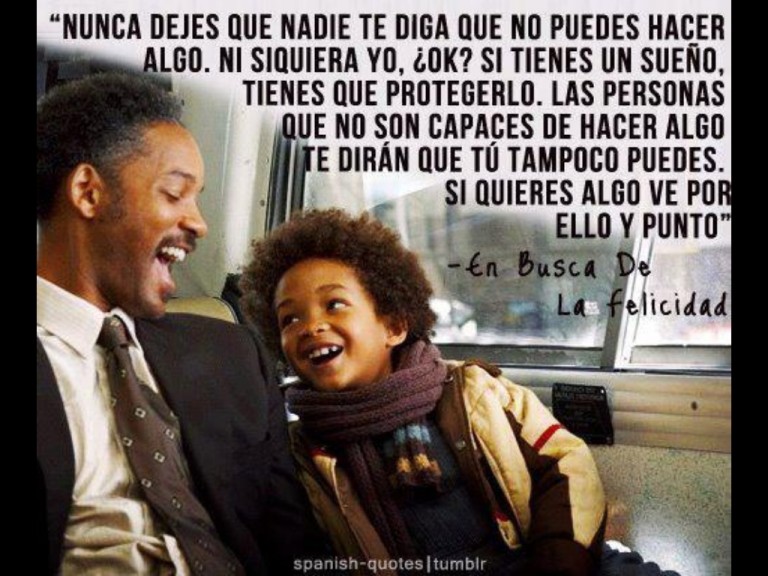 “NUNCA DEJES QUE NADIE TE DIGA QUE NO PUEDES HACER
ALGO. NI SIQUIERA YO, ¿OK? SI TIENES UN SUEÑO,
TIENES QUE PROTEGERLO. LAS PERSONAS
QUE NO SON CAPACES DE HACER ALGO
TE DIRÁN QUE TÚ TAMPOCO PUEDES.
SI QUIERES ALGO VE POR
ELLO Y PUNTO”
-En Busca De
La felicidad
spanish-quotes|tumblr